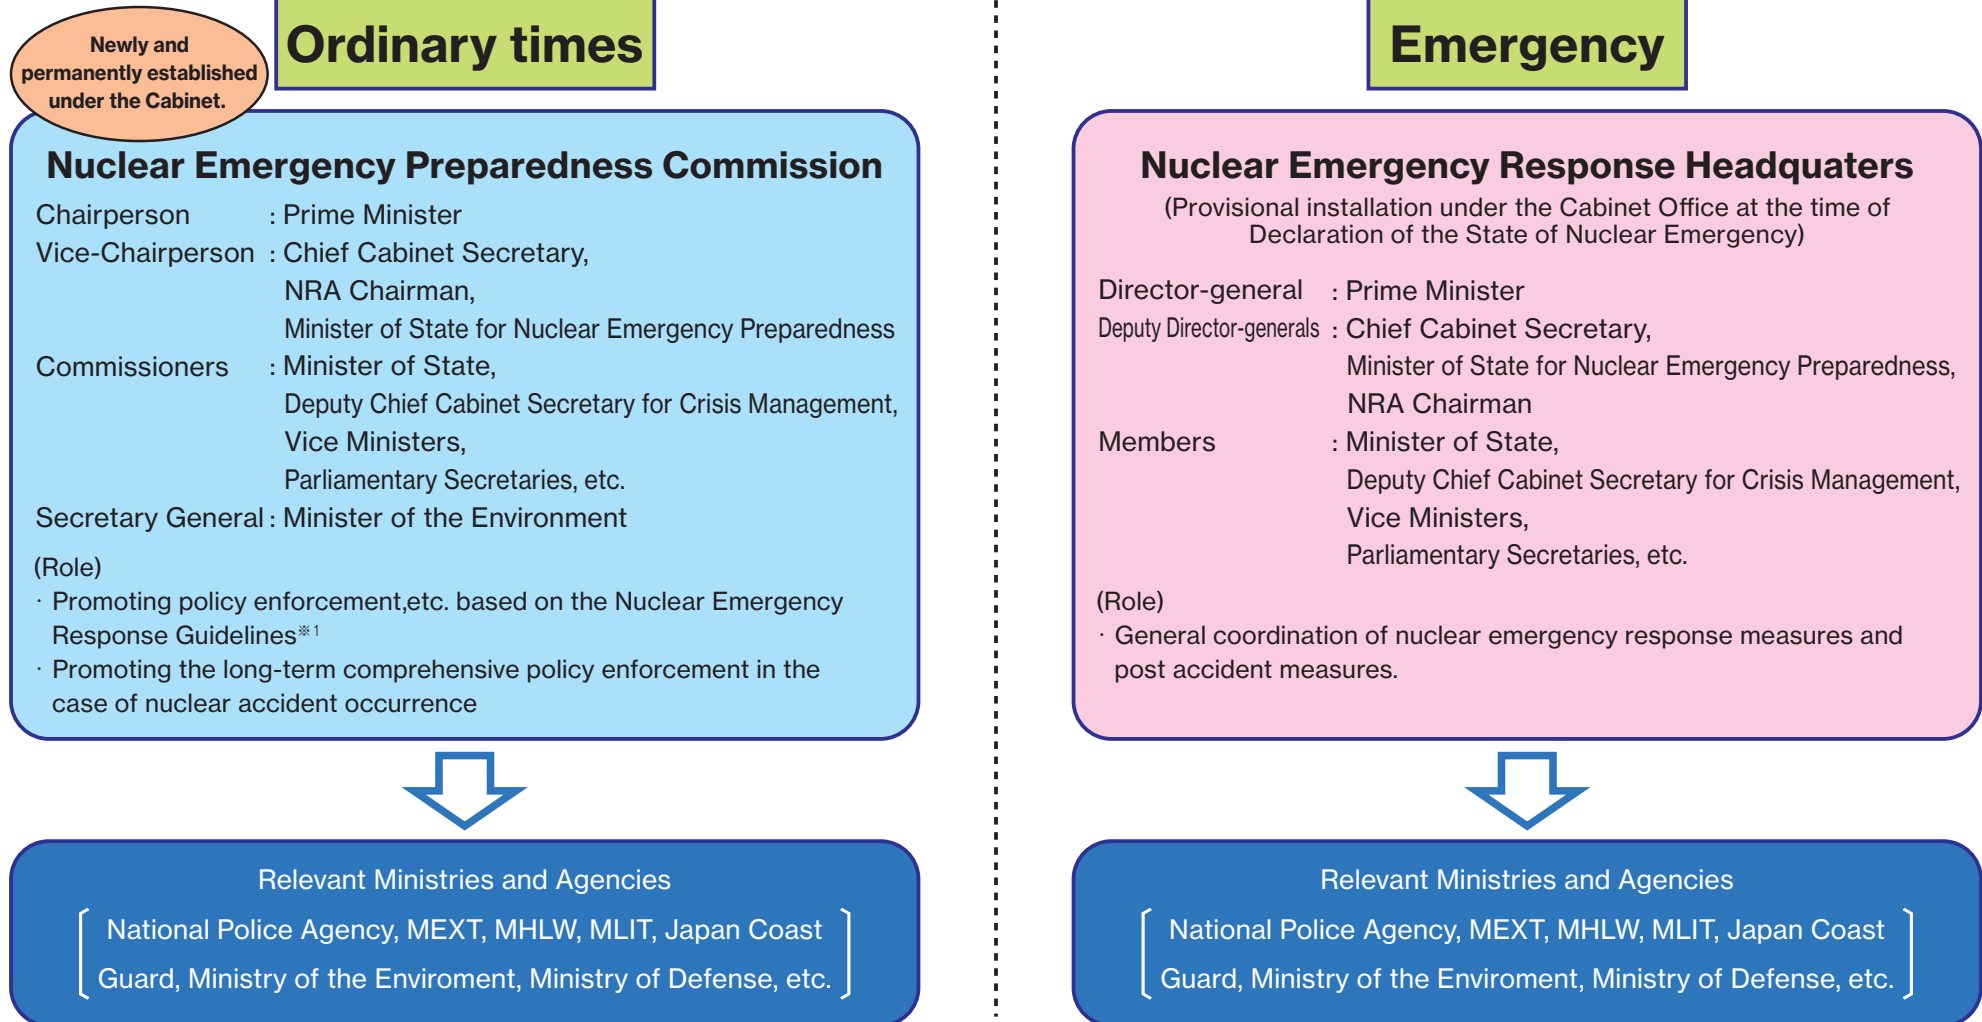 Newly and
permanently established
under the Cabinet.
Ordinary times
Nuclear Emergency Preparedness Commission
Chairperson : Prime Minister
Vice-Chairperson : Chief Cabinet Secretary,
NRA Chairman,
Minister of State for Nuclear Emergency Preparedness
Commissioners : Minister of State,
Deputy Chief Cabinet Secretary for Crisis Management,
Vice Ministers,
Parliamentary Secretaries, etc.
Secretary General : Minister of the Environment
(Role)
· Promoting policy enforcement,etc. based on the Nuclear Emergency
Response Guidelines※1
· Promoting the long-term comprehensive policy enforcement in the
case of nuclear accident occurrence
Relevant Ministries and Agencies
National Police Agency, MEXT, MHLW, MLIT, Japan Coast
Guard, Ministry of the Enviroment, Ministry of Defense, etc.
Emergency
Nuclear Emergency Response Headquaters
(Provisional installation under the Cabinet Office at the time of
Declaration of the State of Nuclear Emergency)
Director-general : Prime Minister
Deputy Director-generals : Chief Cabinet Secretary,
Minister of State for Nuclear Emergency Preparedness,
NRA Chairman
Members : Minister of State,
Deputy Chief Cabinet Secretary for Crisis Management,
Vice Ministers,
Parliamentary Secretaries, etc.
(Role)
· General coordination of nuclear emergency response measures and
post accident measures.
Relevant Ministries and Agencies
National Police Agency, MEXT, MHLW, MLIT, Japan Coast
Guard, Ministry of the Enviroment, Ministry of Defense, etc.